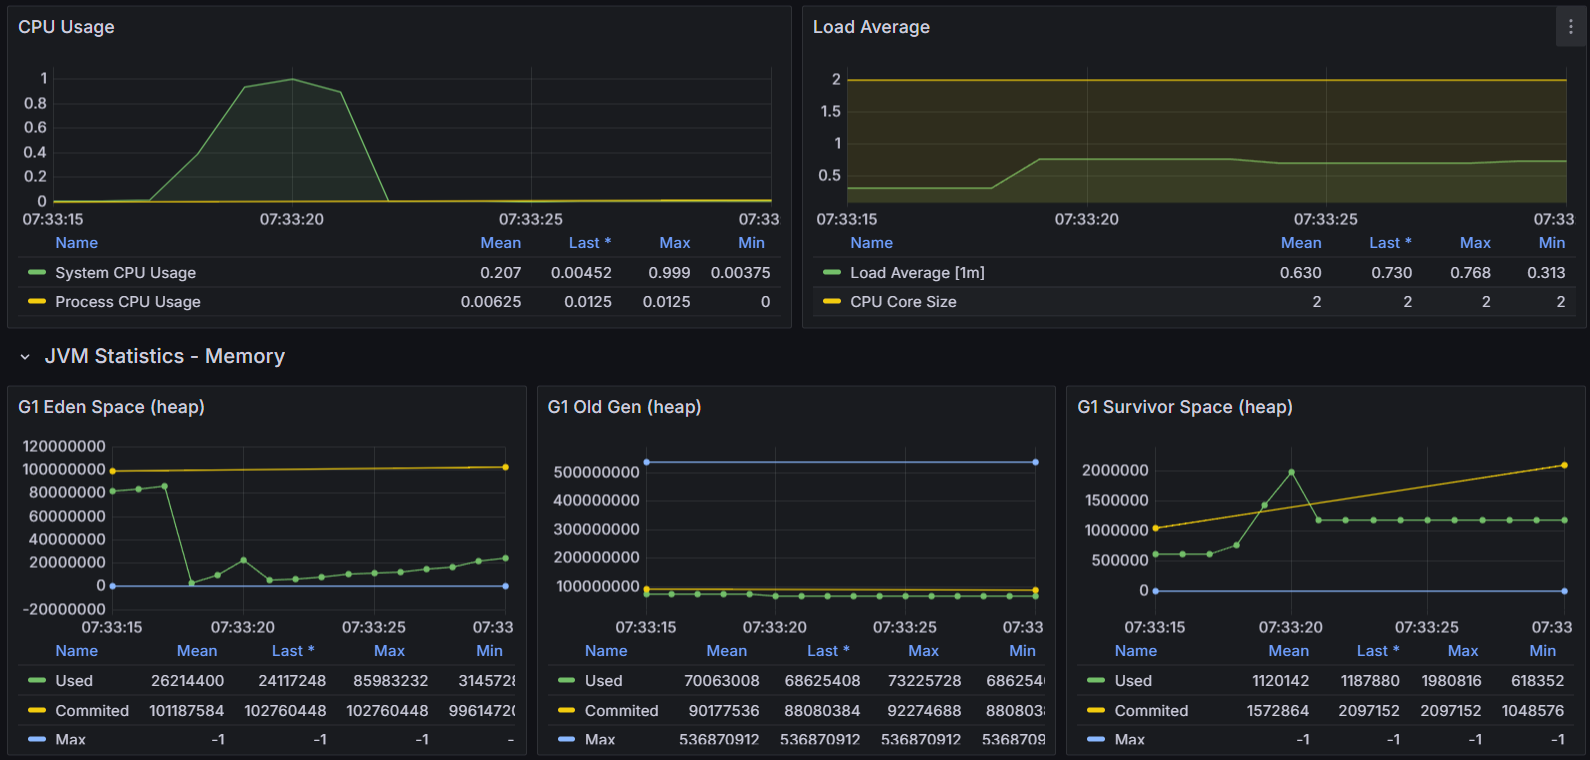 CPU Usage
1
0.8
0.6
0.4
0.2
0
07:33:15 07:33:20 07:33:25 07:33
Name Mean Last * Max Min
System CPU Usage 0.207 0.00452 0.999 0.00375
Process CPU Usage 0.00625 0.0125 0.0125 0
Load Average
2
1.5
1
0.5
07:33:15 07:33:20 07:33:25 07:33
Name Mean Last * Max Min
Load Average [1m] 0.630 0.730 0.768 0.313
CPU Core Size 2 2 2 2
JVM Statistics - Memory
G1 Eden Space (heap)
120000000
100000000
80000000
60000000
40000000
20000000
0
-20000000
07:33:15 07:33:20 07:33:25 07:33
Name Mean Last * Max Min
Used 26214400 24117248 85983232 3145728
Commited 101187584 102760448 102760448 99614720
Max -1 -1 -1 -
G1 Old Gen (heap)
500000000
400000000
300000000
200000000
100000000
07:33:15 07:33:20 07:33:25 07:33
Name Mean Last * Max Min
Used 70063008 68625408 73225728 686254
Commited 90177536 88080384 92274688 880803
Max 536870912 536870912 536870912 5368709
G1 Survivor Space (heap)
2000000
1500000
1000000
500000
0
07:33:15 07:33:20 07:33:25 07:33
Name Mean Last * Max Min
Used 1120142 1187880 1980816 618352
Commited 1572864 2097152 2097152 1048576
Max -1 -1 -1 -1